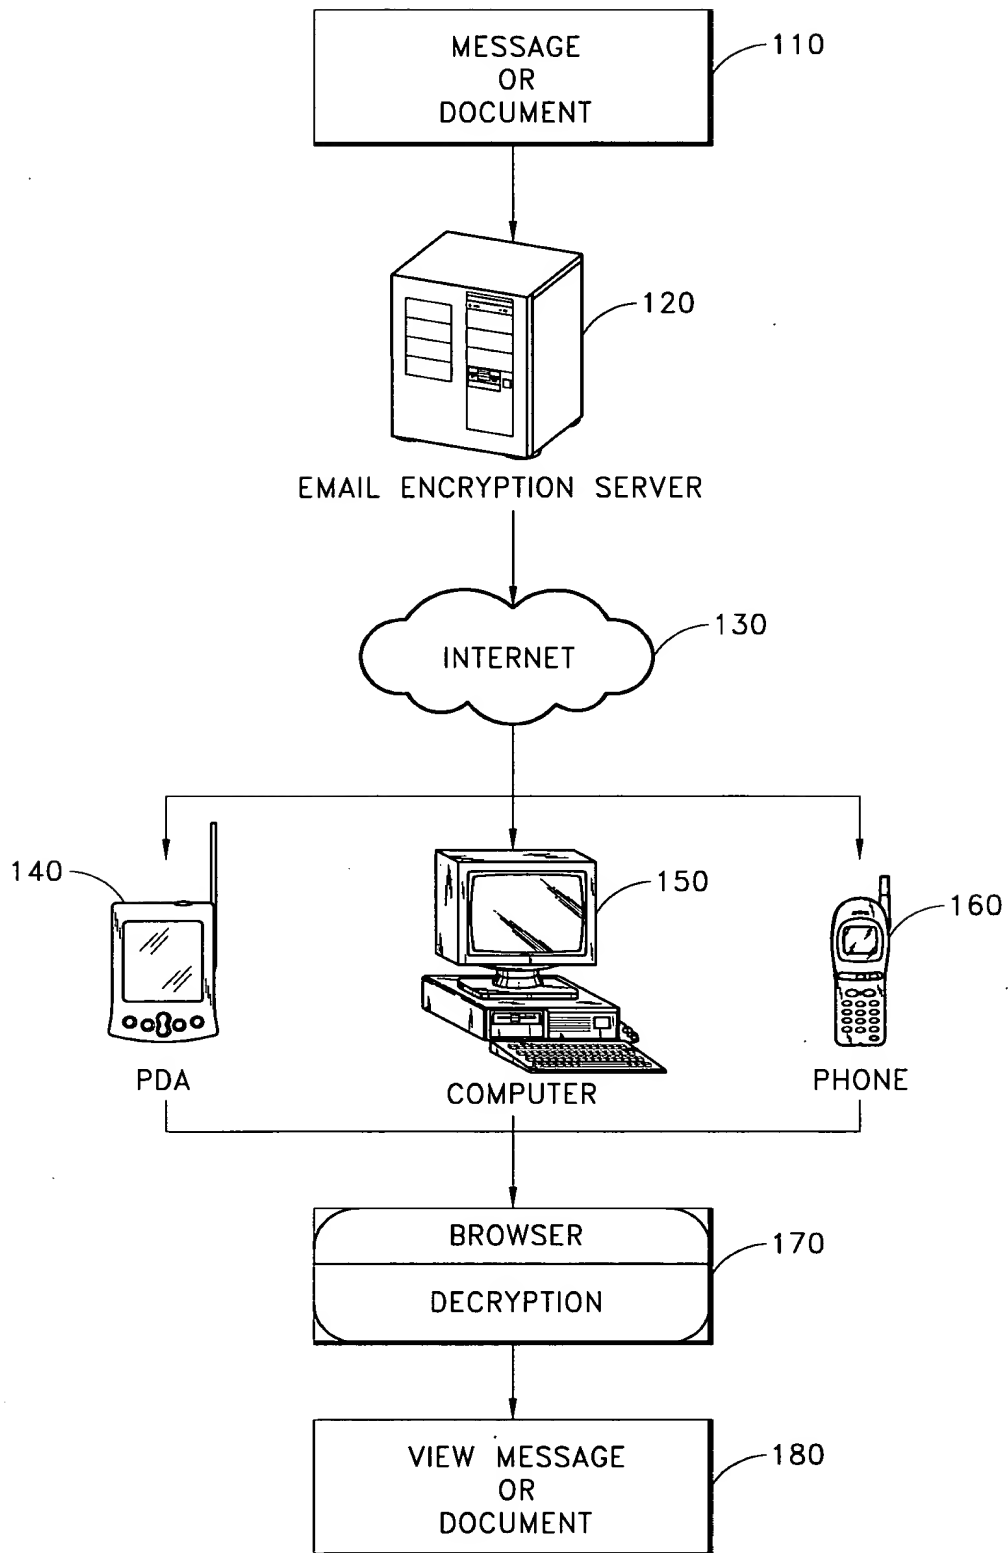 MESSAGE
OR
DOCUMENT
110
120
EMAIL ENCRYPTION SERVER
130
INTERNET
140
150
160
PDA
COMPUTER
PHONE
BROWSER
170
DECRYPTION
VIEW MESSAGE
OR
DOCUMENT
180